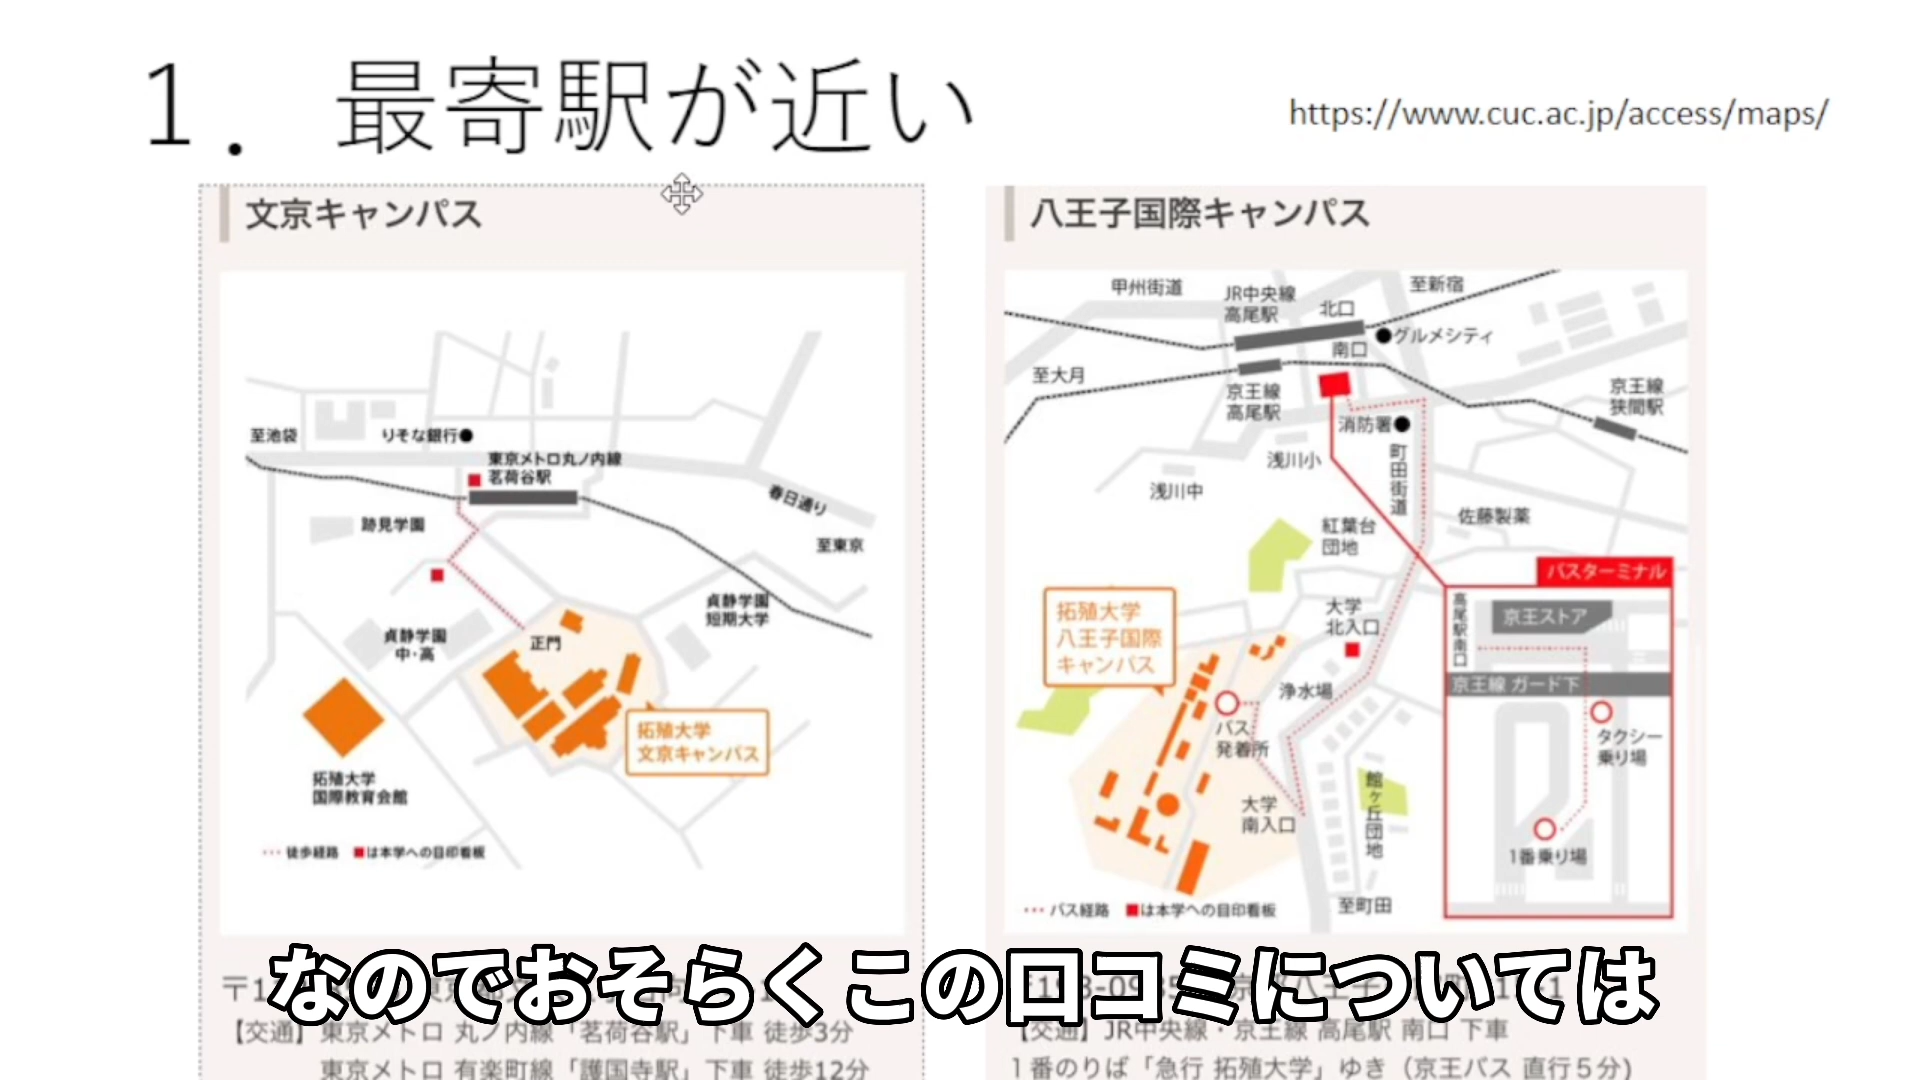 1. 最寄駅が近い
https://www.cuc.ac.jp/access/maps/
文京キャンパス
至池袋
りそな銀行
東京メトロ丸ノ内線
茗荷谷駅
春日通り
跡見学園
至東京
貞静学園
短期大学
貞静学園
中・高
正門
拓殖大学
文京キャンパス
拓殖大学
国際教育会館
徒歩経路 ■は本学への目印看板
八王子国際キャンパス
甲州街道
JR中央線
高尾駅
北口
至新宿
グルメシティ
南口
至大月
京王線
高尾駅
京王線
狭間駅
消防署
浅川小
町田街道
浅川中
佐藤製薬
紅葉台
団地
バスターミナル
高尾駅南口
京王ストア
拓殖大学
八王子国際
キャンパス
大学
北入口
京王線 ガード下
浄水場
バス
発着所
タクシー
乗り場
館ヶ丘団地
大学
南入口
1番乗り場
至町田
バス経路 ■は本学への目印看板
なのでおそらくこの口コミについては
【交通】東京メトロ 丸ノ内線「茗荷谷駅」下車 徒歩3分
東京メトロ 有楽町線「護国寺駅」下車 徒歩12分
【交通】JR中央線・京王線 高尾駅 南口 下車
1番のりば「急行 拓殖大学」ゆき（京王バス 直行5分）